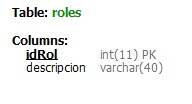 Table: roles
Columns:
idRol int(11) PK
descripcion varchar(40)